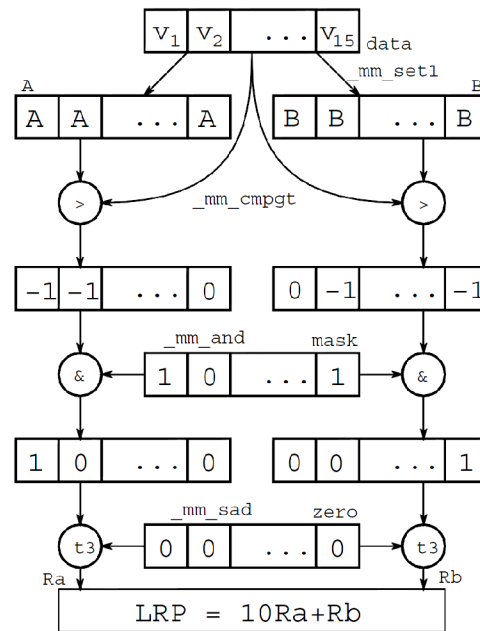 v1 v2 ... v15 data
_mm_set1
A B
A A ... A B B ... B
> _mm_cmpgt >
-1 -1 ... 0 0 -1 ... -1
_mm_and mask
& 1 0 ... 1 &
1 0 ... 0 0 0 ... 1
_mm_sad zero
t3 0 0 ... 0 t3
Ra Rb
LRP = 10Ra+Rb